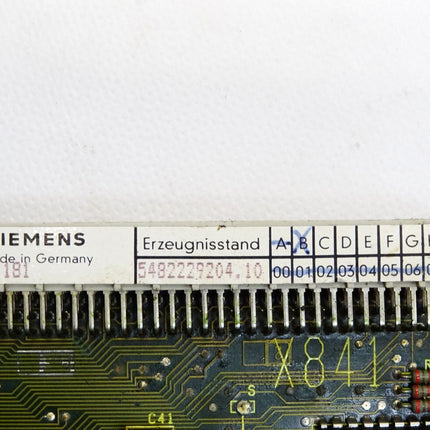 IEMENS
de in Germany
181
Erzeugnisstand A B C D E F G
5482229204.10 00 01 02 03 04 05 06
X841
S
C41
R